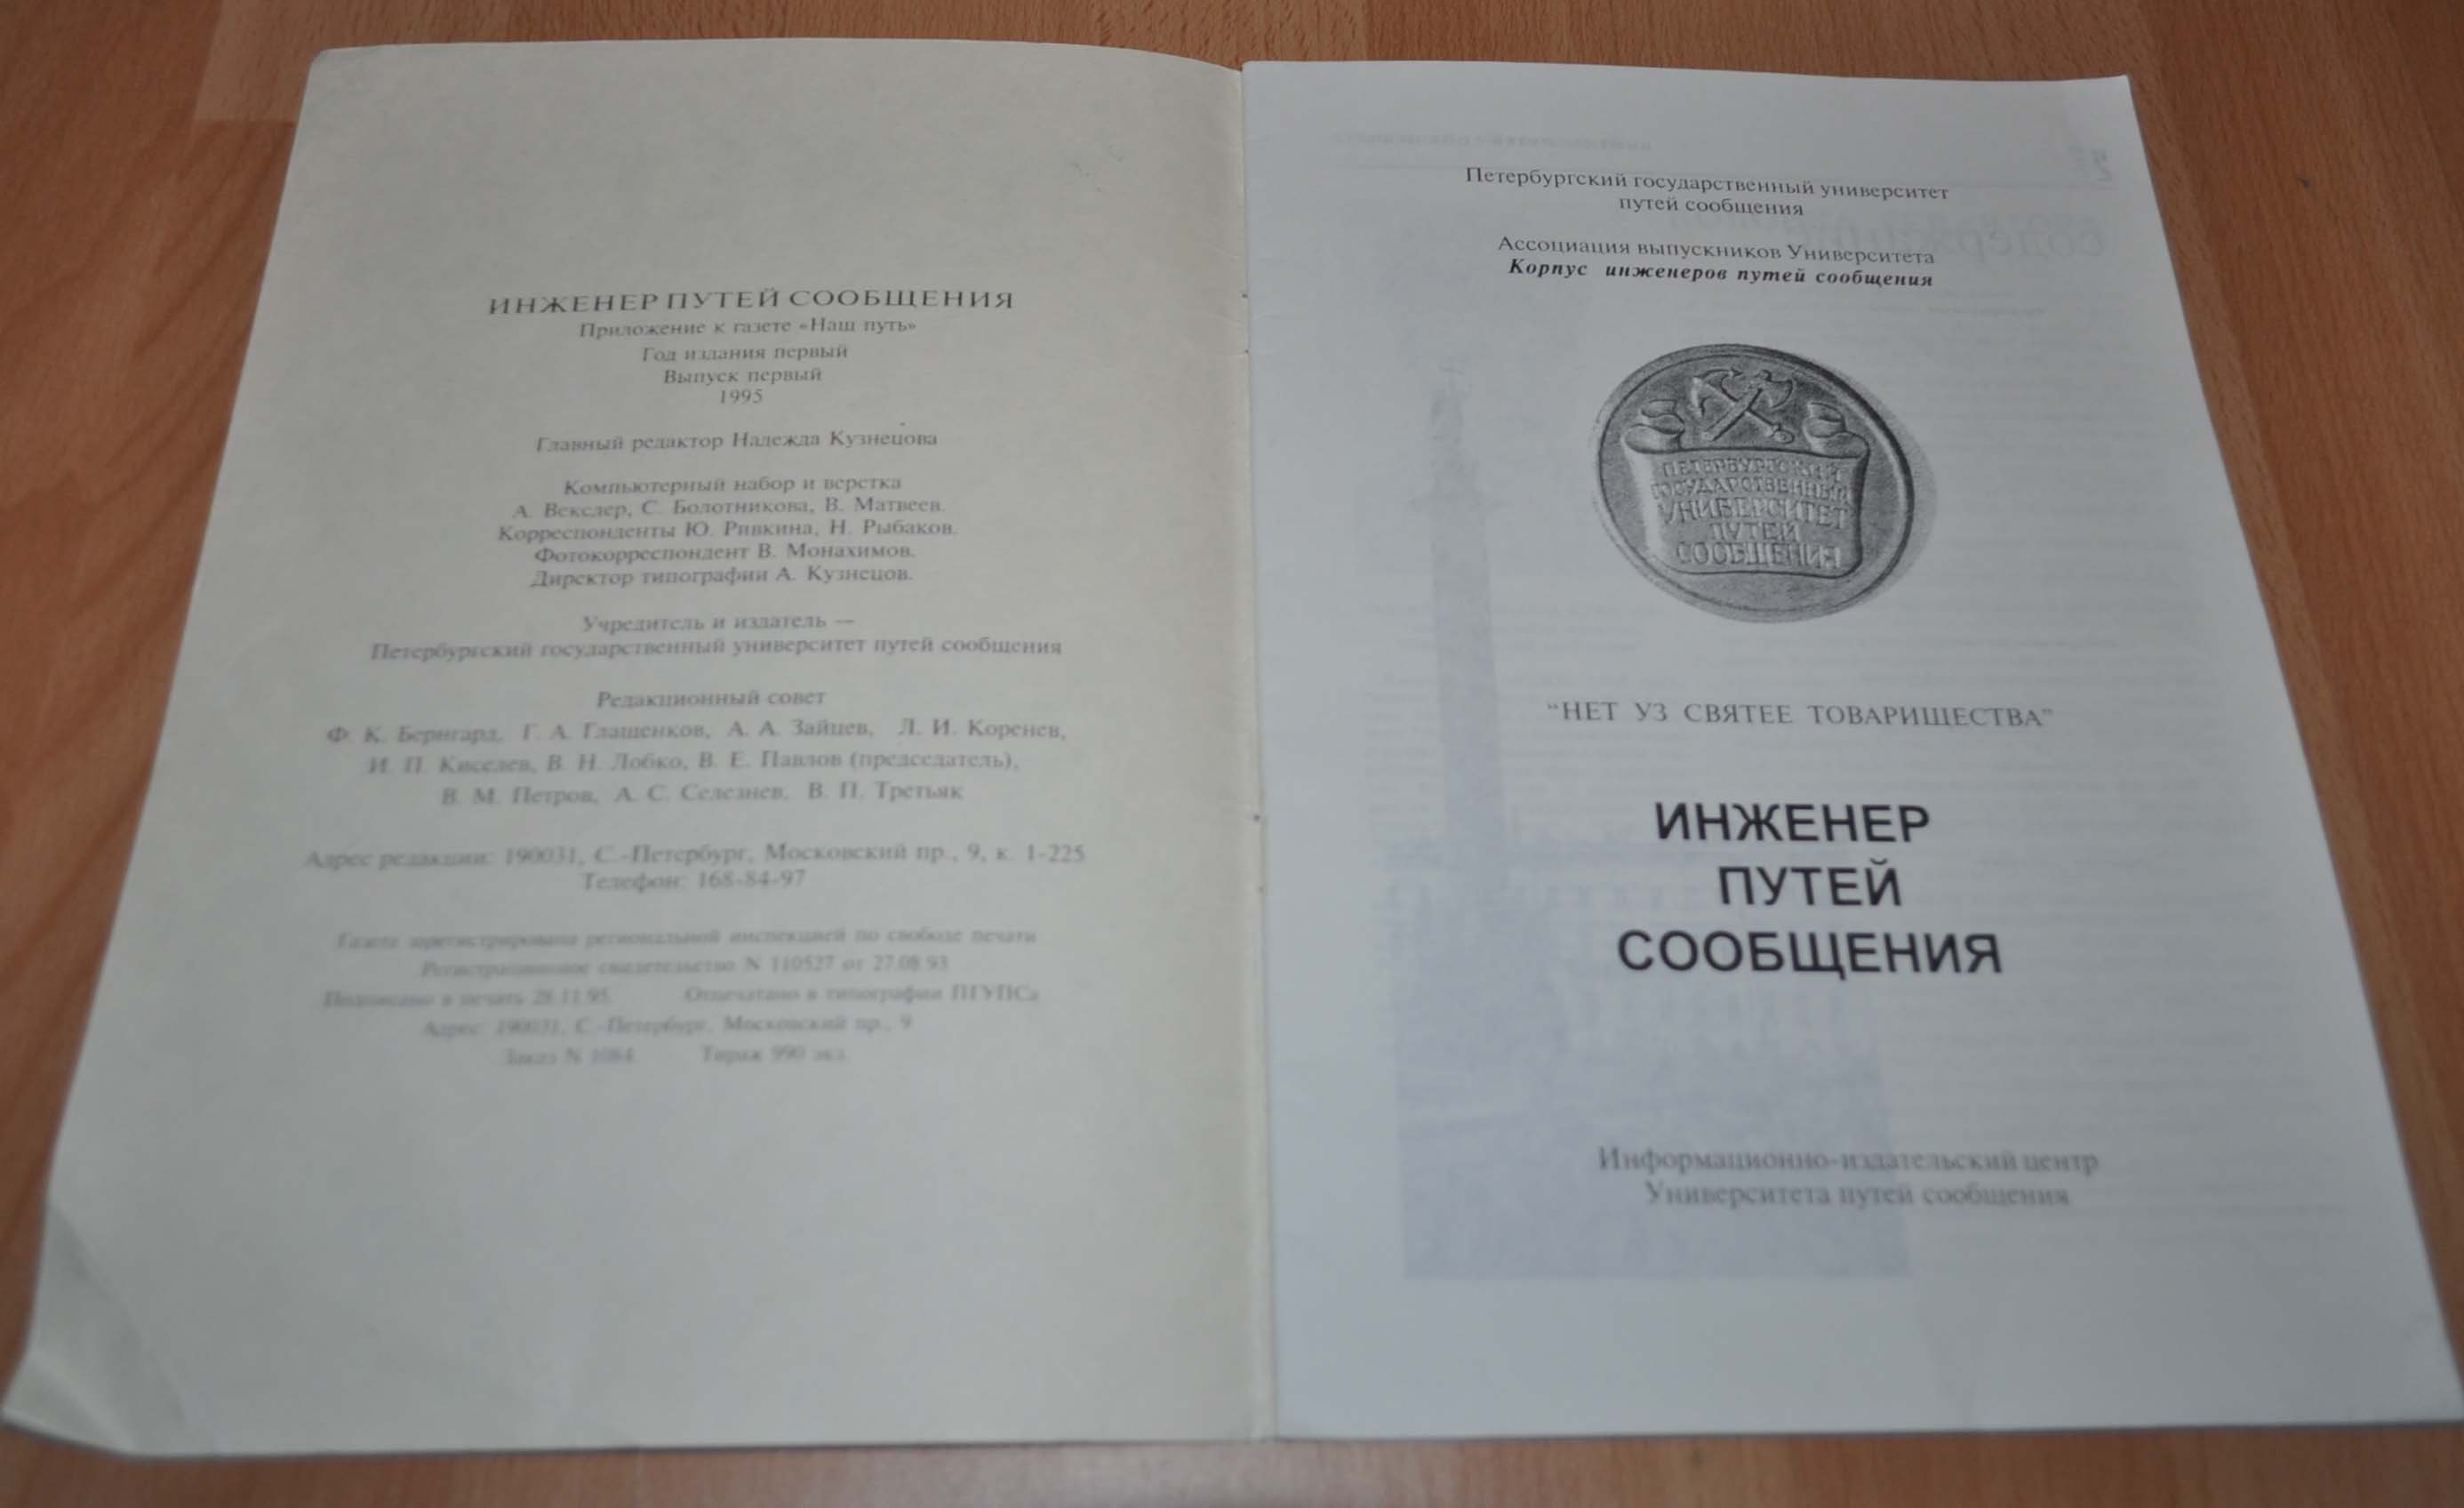 ИНЖЕНЕР ПУТЕЙ СООБЩЕНИЯ
Приложение к газете «Наш путь»
Год издания первый
Выпуск первый
1995
Главный редактор Надежда Кузнецова
Компьютерный набор и верстка
А. Векслер, С. Болотникова, В. Матвеев.
Корреспонденты Ю. Ривкина, Н. Рыбаков.
Фотокорреспондент В. Монахимов.
Директор типографии А. Кузнецов.
Учредитель и издатель —
Петербургский государственный университет путей сообщения
Редакционный совет
Ф. К. Бернгард, Г. А. Глащенков, А. А. Зайцев, Л. И. Коренев,
И. П. Киселев, В. Н. Лобко, В. Е. Павлов (председатель),
В. М. Петров, А. С. Селезнев, В. П. Третьяк
Адрес редакции: 190031, С.-Петербург, Московский пр., 9, к. 1-225
Телефон: 168-84-97
Газета зарегистрирована региональной инспекцией по свободе печати
Регистрационное свидетельство N 110527 от 27.08.93
Подписано в печать 28.11.95. Отпечатано в типографии ПГУПСа
Адрес: 190031, С.-Петербург, Московский пр., 9
Заказ N 1084. Тираж 990 экз.
Петербургский государственный университет
путей сообщения
Ассоциация выпускников Университета
Корпус инженеров путей сообщения
ПЕТЕРБУРГСКИЙ
ГОСУДАРСТВЕННЫЙ
УНИВЕРСИТЕТ
ПУТЕЙ
СООБЩЕНИЯ
"НЕТ УЗ СВЯТЕЕ ТОВАРИЩЕСТВА"
ИНЖЕНЕР
ПУТЕЙ
СООБЩЕНИЯ
Информационно-издательский центр
Университета путей сообщения